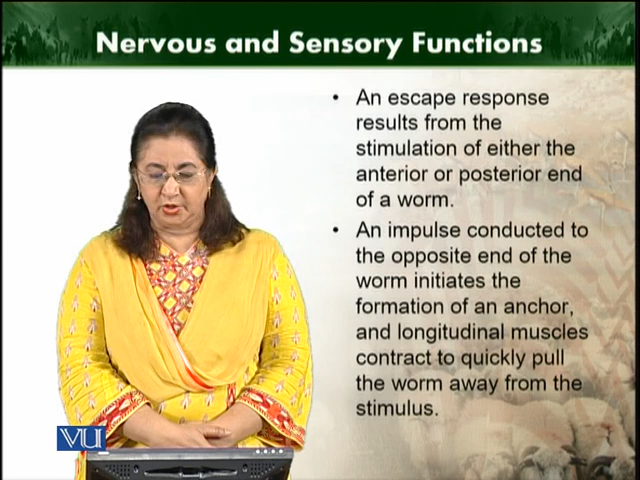 Nervous and Sensory Functions
• An escape response
results from the
stimulation of either the
anterior or posterior end
of a worm.
• An impulse conducted to
the opposite end of the
worm initiates the
formation of an anchor,
and longitudinal muscles
contract to quickly pull
the worm away from the
stimulus.
VU